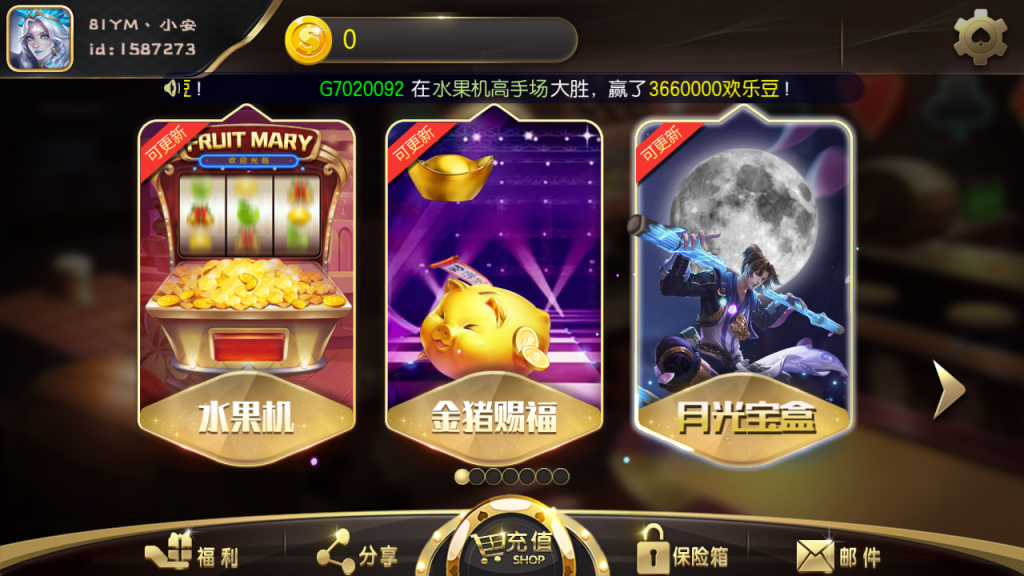 81YM、小安
id:1587273
0
豆！
G7020092 在水果机高手场大胜，赢了3660000欢乐豆！
可更新
FRUIT MARY
欢迎光临
水果机
可更新
金猪赐福
可更新
月光宝盒
福利
分享
充值
SHOP
保险箱
邮件